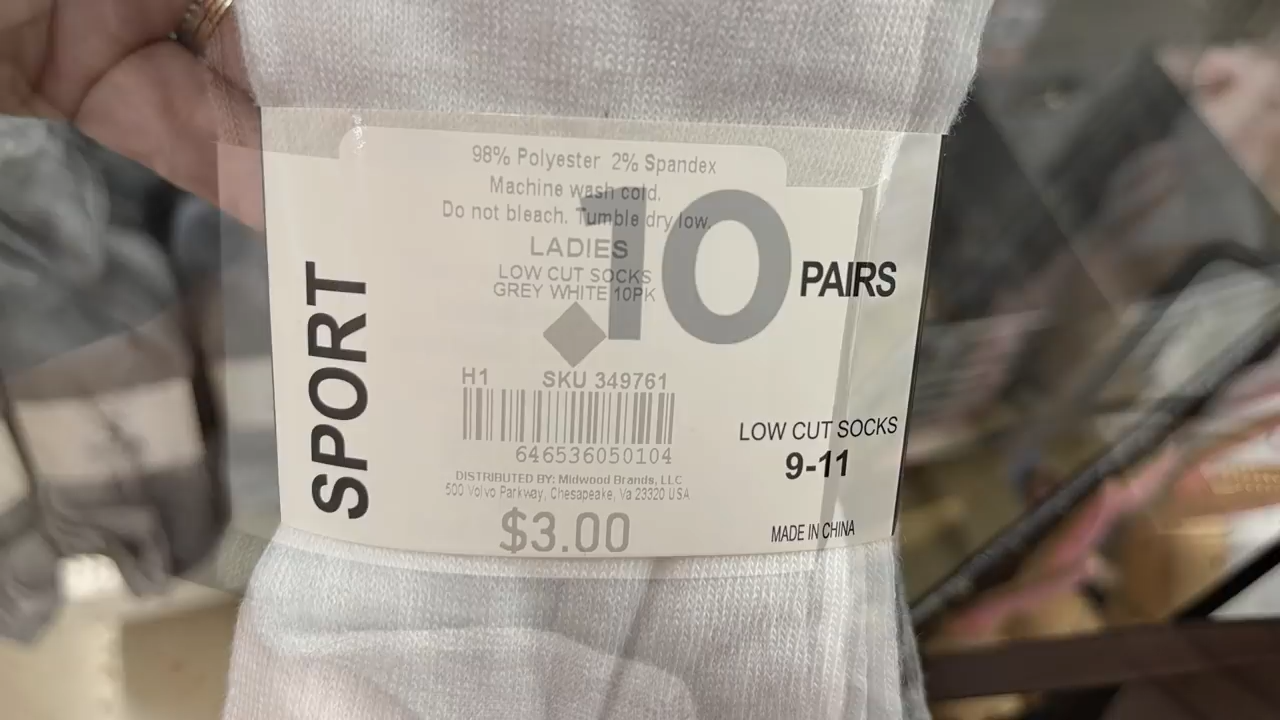 98% Polyester 2% Spandex
Machine wash cold.
Do not bleach. Tumble dry low.
LADIES
LOW CUT SOCKS
GREY WHITE 10PK
10 PAIRS
SPORT
H1 SKU 349761
646536050104
DISTRIBUTED BY: Midwood Brands, LLC
500 Volvo Parkway, Chesapeake, Va 23320 USA
$3.00
LOW CUT SOCKS
9-11
MADE IN CHINA